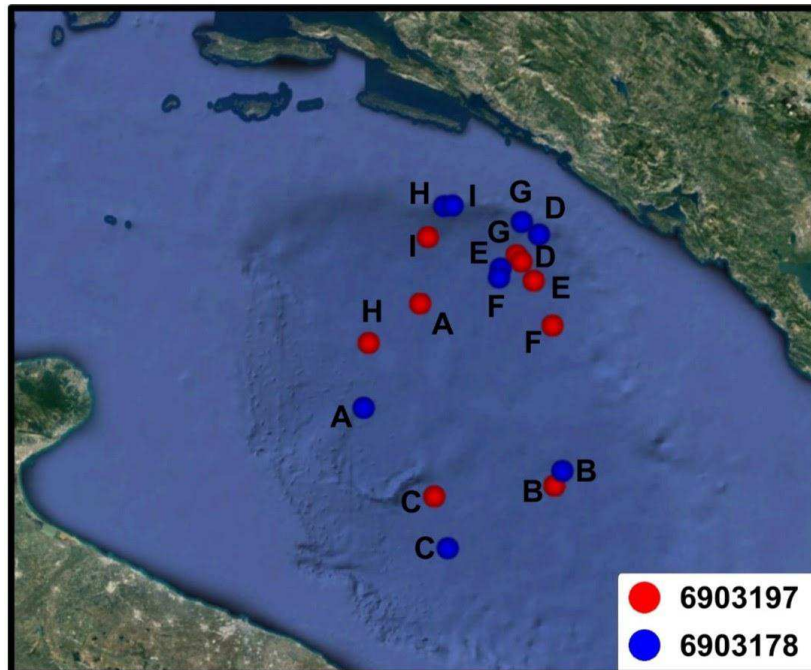 H I G D
I G D
E
E
F
H A F
A
B
C B
C
6903197
6903178